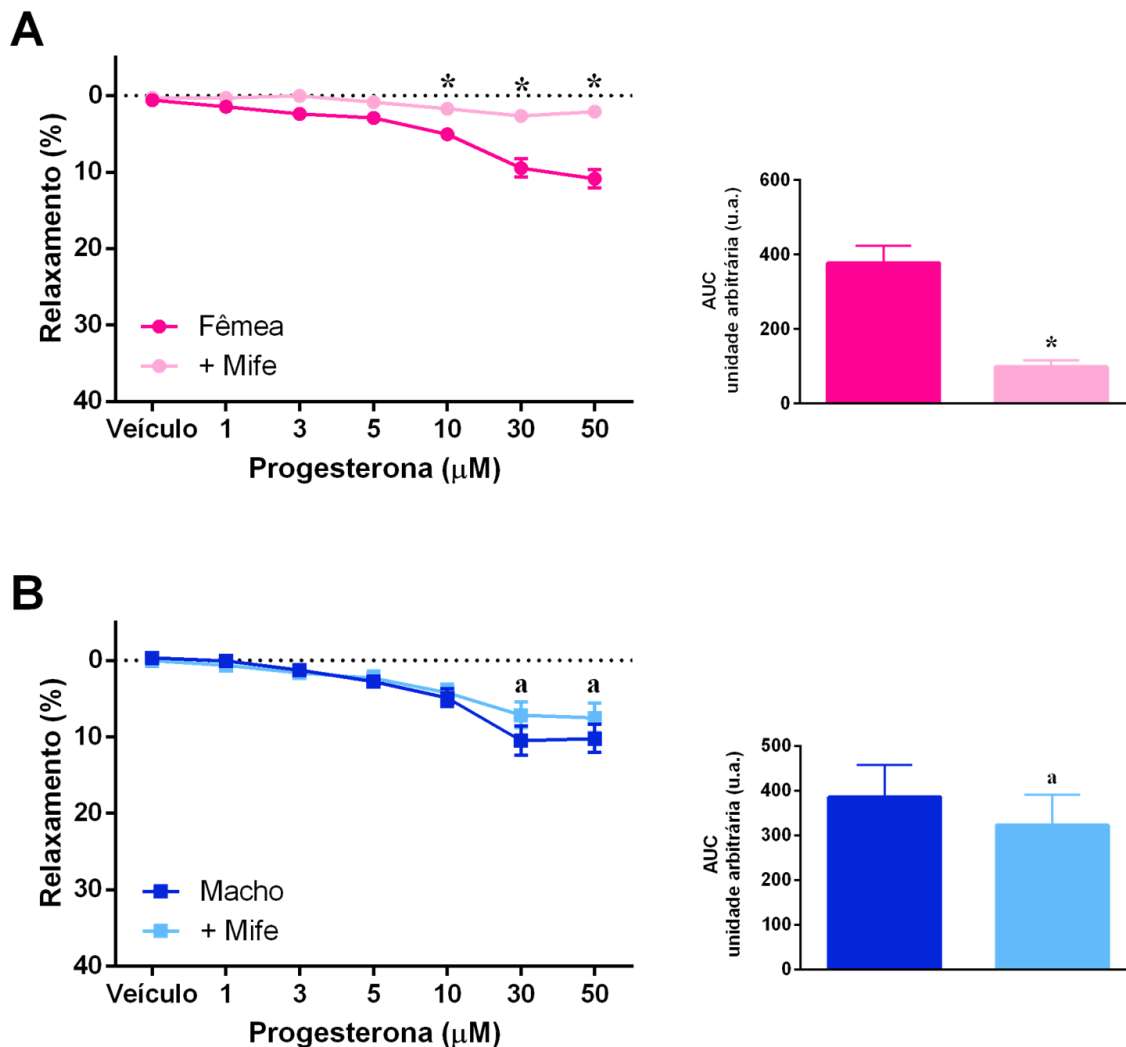 A
Relaxamento (%)
0
10
20
30
40
* * *
Fêmea
+ Mife
Veículo 1 3 5 10 30 50
Progesterona (μM)
AUC
unidade arbitrária (u.a.)
600
400
200
0
*
B
Relaxamento (%)
0
10
20
30
40
a a
Macho
+ Mife
Veículo 1 3 5 10 30 50
Progesterona (μM)
AUC
unidade arbitrária (u.a.)
500
400
300
200
100
0
a